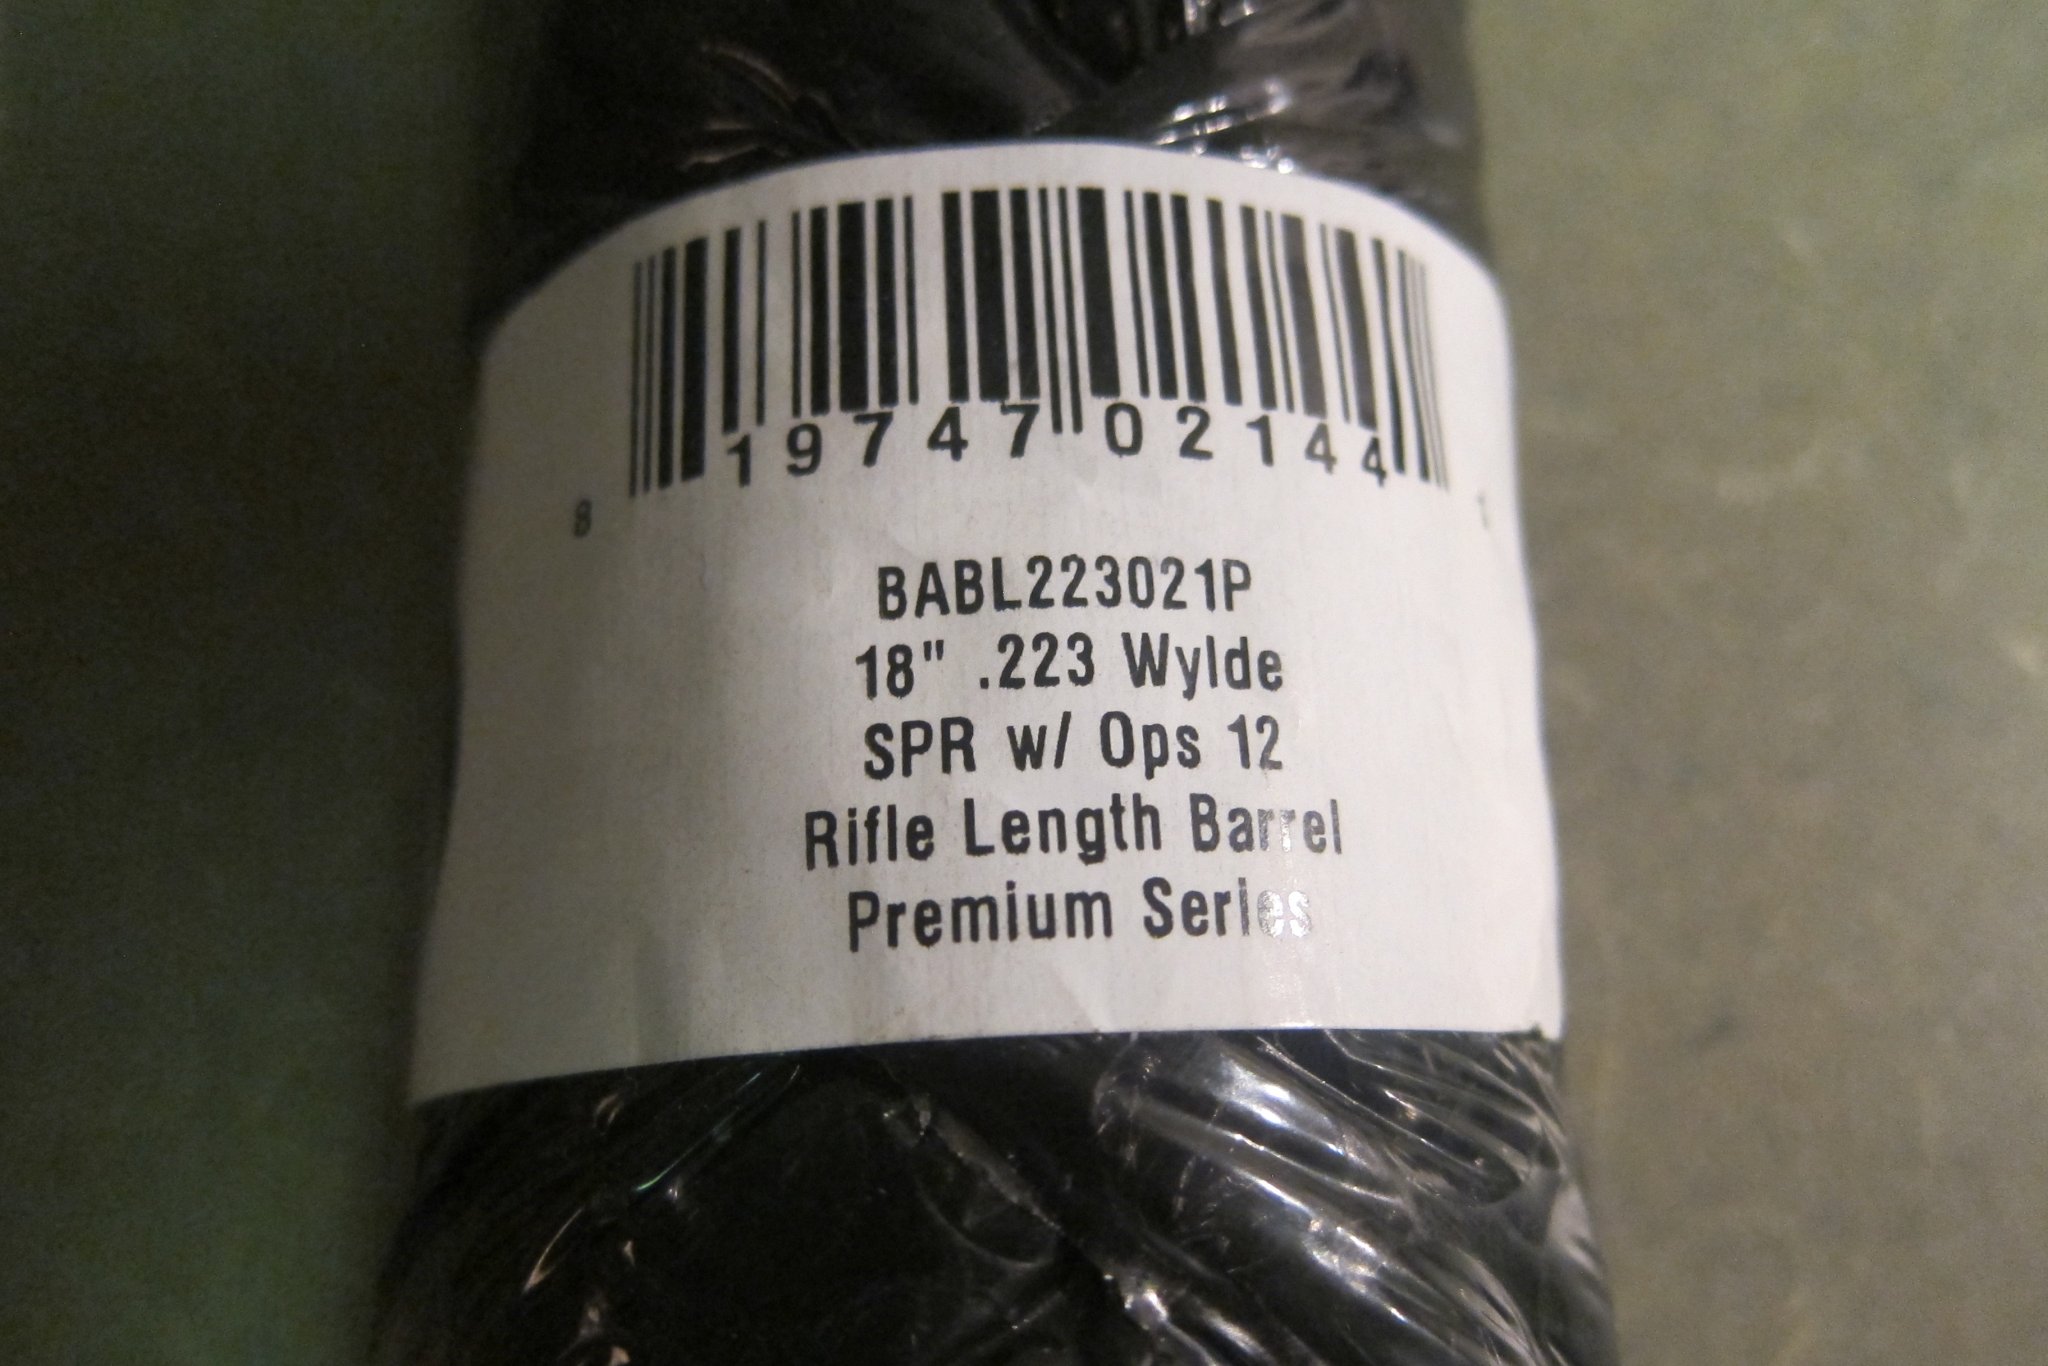 8 19747 02144 1
BABL223021P
18" .223 Wylde
SPR w/ Ops 12
Rifle Length Barrel
Premium Series